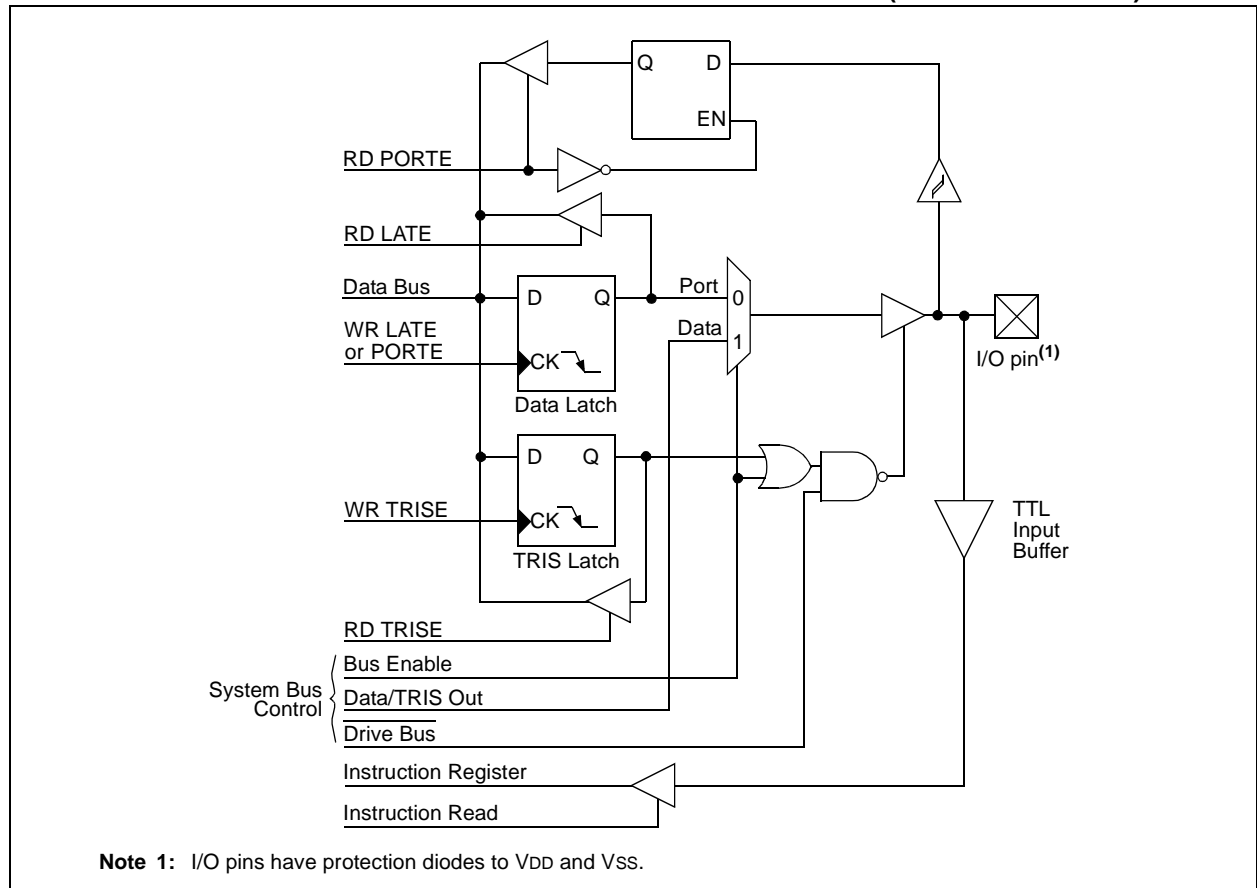 Q D
EN
RD PORTE
RD LATE
Data Bus
D Q
Port
0
WR LATE
or PORTE
Data
1
CK
I/O pin(1)
Data Latch
D Q
WR TRISE
CK
TTL
Input
Buffer
TRIS Latch
RD TRISE
Bus Enable
System Bus
Control
Data/TRIS Out
Drive Bus
Instruction Register
Instruction Read
Note 1: I/O pins have protection diodes to VDD and VSS.